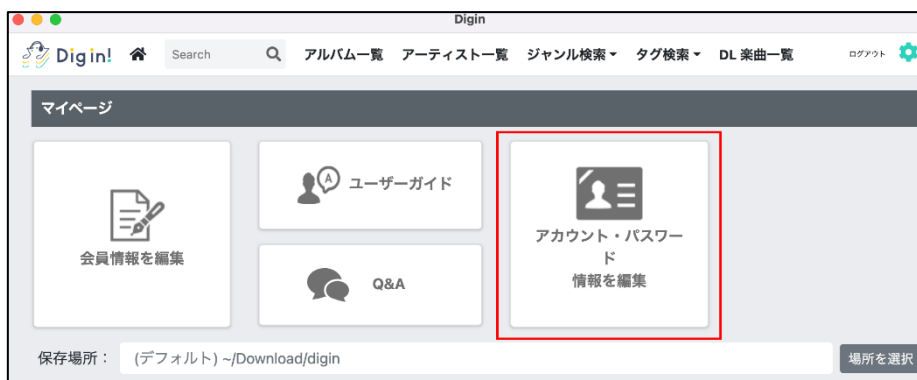 Digin
Digin! Search アルバム一覧 アーティスト一覧 ジャンル検索 タグ検索 DL 楽曲一覧 ログアウト
マイページ
会員情報を編集
A ユーザーガイド
Q&A
アカウント・パスワー
ド
情報を編集
保存場所： (デフォルト) ~/Download/digin 場所を選択